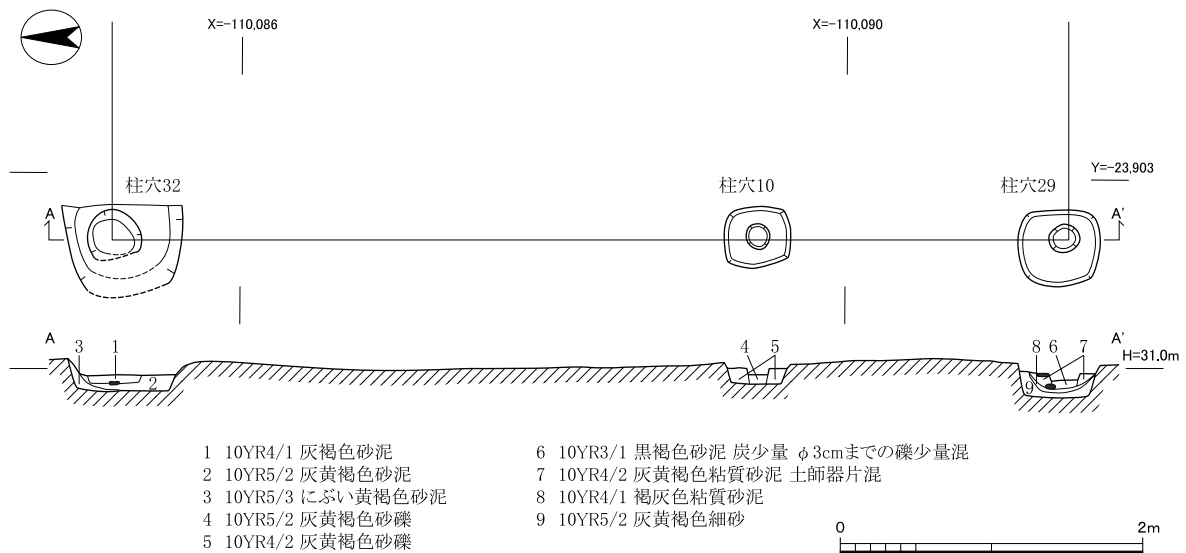 X=-110,086
X=-110,090
Y=-23,903
柱穴32
柱穴10
柱穴29
A
A'
A
A'
3
1
2
4
5
8
6
7
9
H=31.0m
1 10YR4/1 灰褐色砂泥
2 10YR5/2 灰黄褐色砂泥
3 10YR5/3 にぶい黄褐色砂泥
4 10YR5/2 灰黄褐色砂礫
5 10YR4/2 灰黄褐色砂礫
6 10YR3/1 黒褐色砂泥 炭少量 φ3cmまでの礫少量混
7 10YR4/2 灰黄褐色粘質砂泥 土師器片混
8 10YR4/1 褐灰色粘質砂泥
9 10YR5/2 灰黄褐色細砂
0
2m